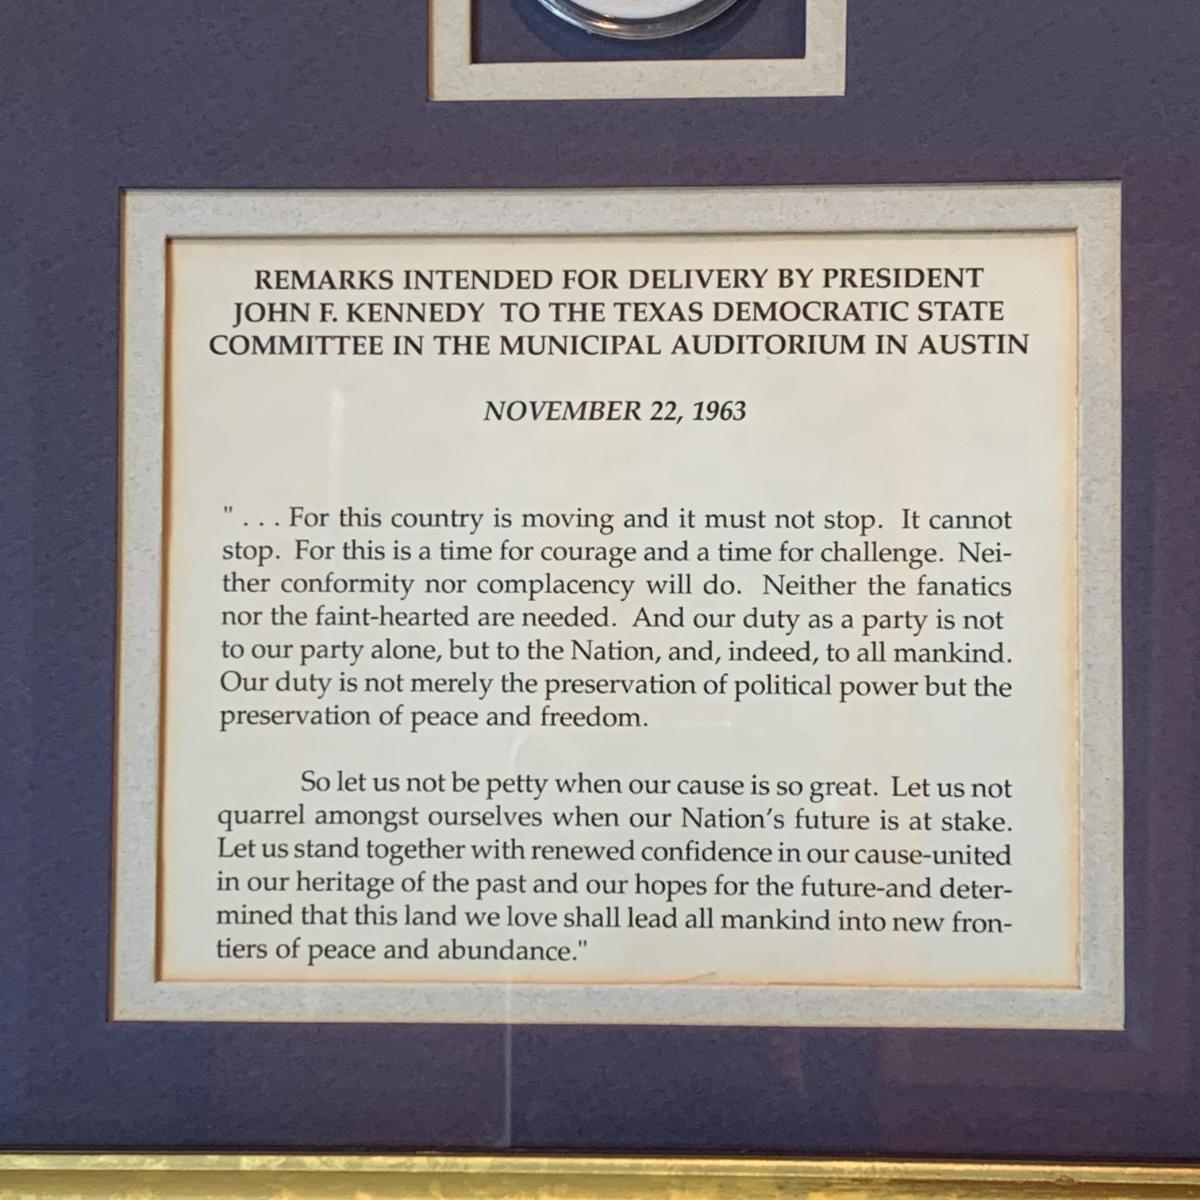 REMARKS INTENDED FOR DELIVERY BY PRESIDENT
JOHN F. KENNEDY TO THE TEXAS DEMOCRATIC STATE
COMMITTEE IN THE MUNICIPAL AUDITORIUM IN AUSTIN
NOVEMBER 22, 1963
" . . . For this country is moving and it must not stop. It cannot
stop. For this is a time for courage and a time for challenge. Nei-
ther conformity nor complacency will do. Neither the fanatics
nor the faint-hearted are needed. And our duty as a party is not
to our party alone, but to the Nation, and, indeed, to all mankind.
Our duty is not merely the preservation of political power but the
preservation of peace and freedom.
So let us not be petty when our cause is so great. Let us not
quarrel amongst ourselves when our Nation's future is at stake.
Let us stand together with renewed confidence in our cause-united
in our heritage of the past and our hopes for the future-and deter-
mined that this land we love shall lead all mankind into new fron-
tiers of peace and abundance."